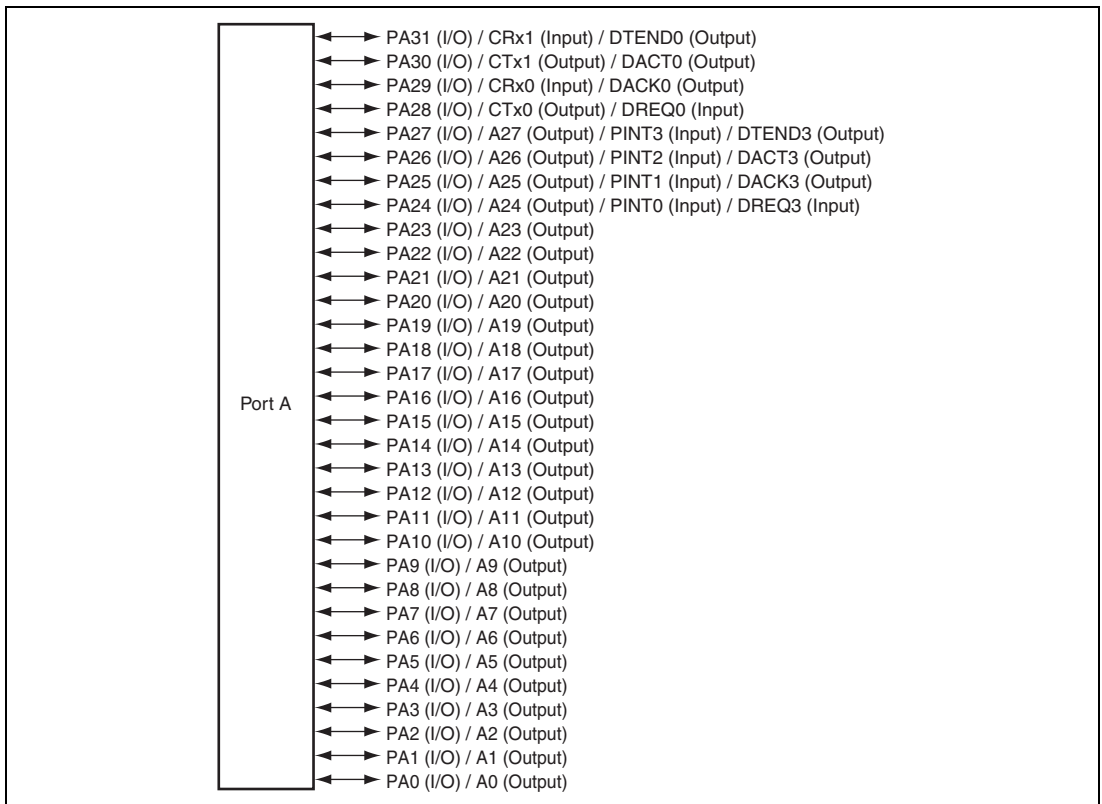 PA31 (I/O) / CRx1 (Input) / DTEND0 (Output)
PA30 (I/O) / CTx1 (Output) / DACT0 (Output)
PA29 (I/O) / CRx0 (Input) / DACK0 (Output)
PA28 (I/O) / CTx0 (Output) / DREQ0 (Input)
PA27 (I/O) / A27 (Output) / PINT3 (Input) / DTEND3 (Output)
PA26 (I/O) / A26 (Output) / PINT2 (Input) / DACT3 (Output)
PA25 (I/O) / A25 (Output) / PINT1 (Input) / DACK3 (Output)
PA24 (I/O) / A24 (Output) / PINT0 (Input) / DREQ3 (Input)
PA23 (I/O) / A23 (Output)
PA22 (I/O) / A22 (Output)
PA21 (I/O) / A21 (Output)
PA20 (I/O) / A20 (Output)
PA19 (I/O) / A19 (Output)
PA18 (I/O) / A18 (Output)
PA17 (I/O) / A17 (Output)
Port A
PA16 (I/O) / A16 (Output)
PA15 (I/O) / A15 (Output)
PA14 (I/O) / A14 (Output)
PA13 (I/O) / A13 (Output)
PA12 (I/O) / A12 (Output)
PA11 (I/O) / A11 (Output)
PA10 (I/O) / A10 (Output)
PA9 (I/O) / A9 (Output)
PA8 (I/O) / A8 (Output)
PA7 (I/O) / A7 (Output)
PA6 (I/O) / A6 (Output)
PA5 (I/O) / A5 (Output)
PA4 (I/O) / A4 (Output)
PA3 (I/O) / A3 (Output)
PA2 (I/O) / A2 (Output)
PA1 (I/O) / A1 (Output)
PA0 (I/O) / A0 (Output)